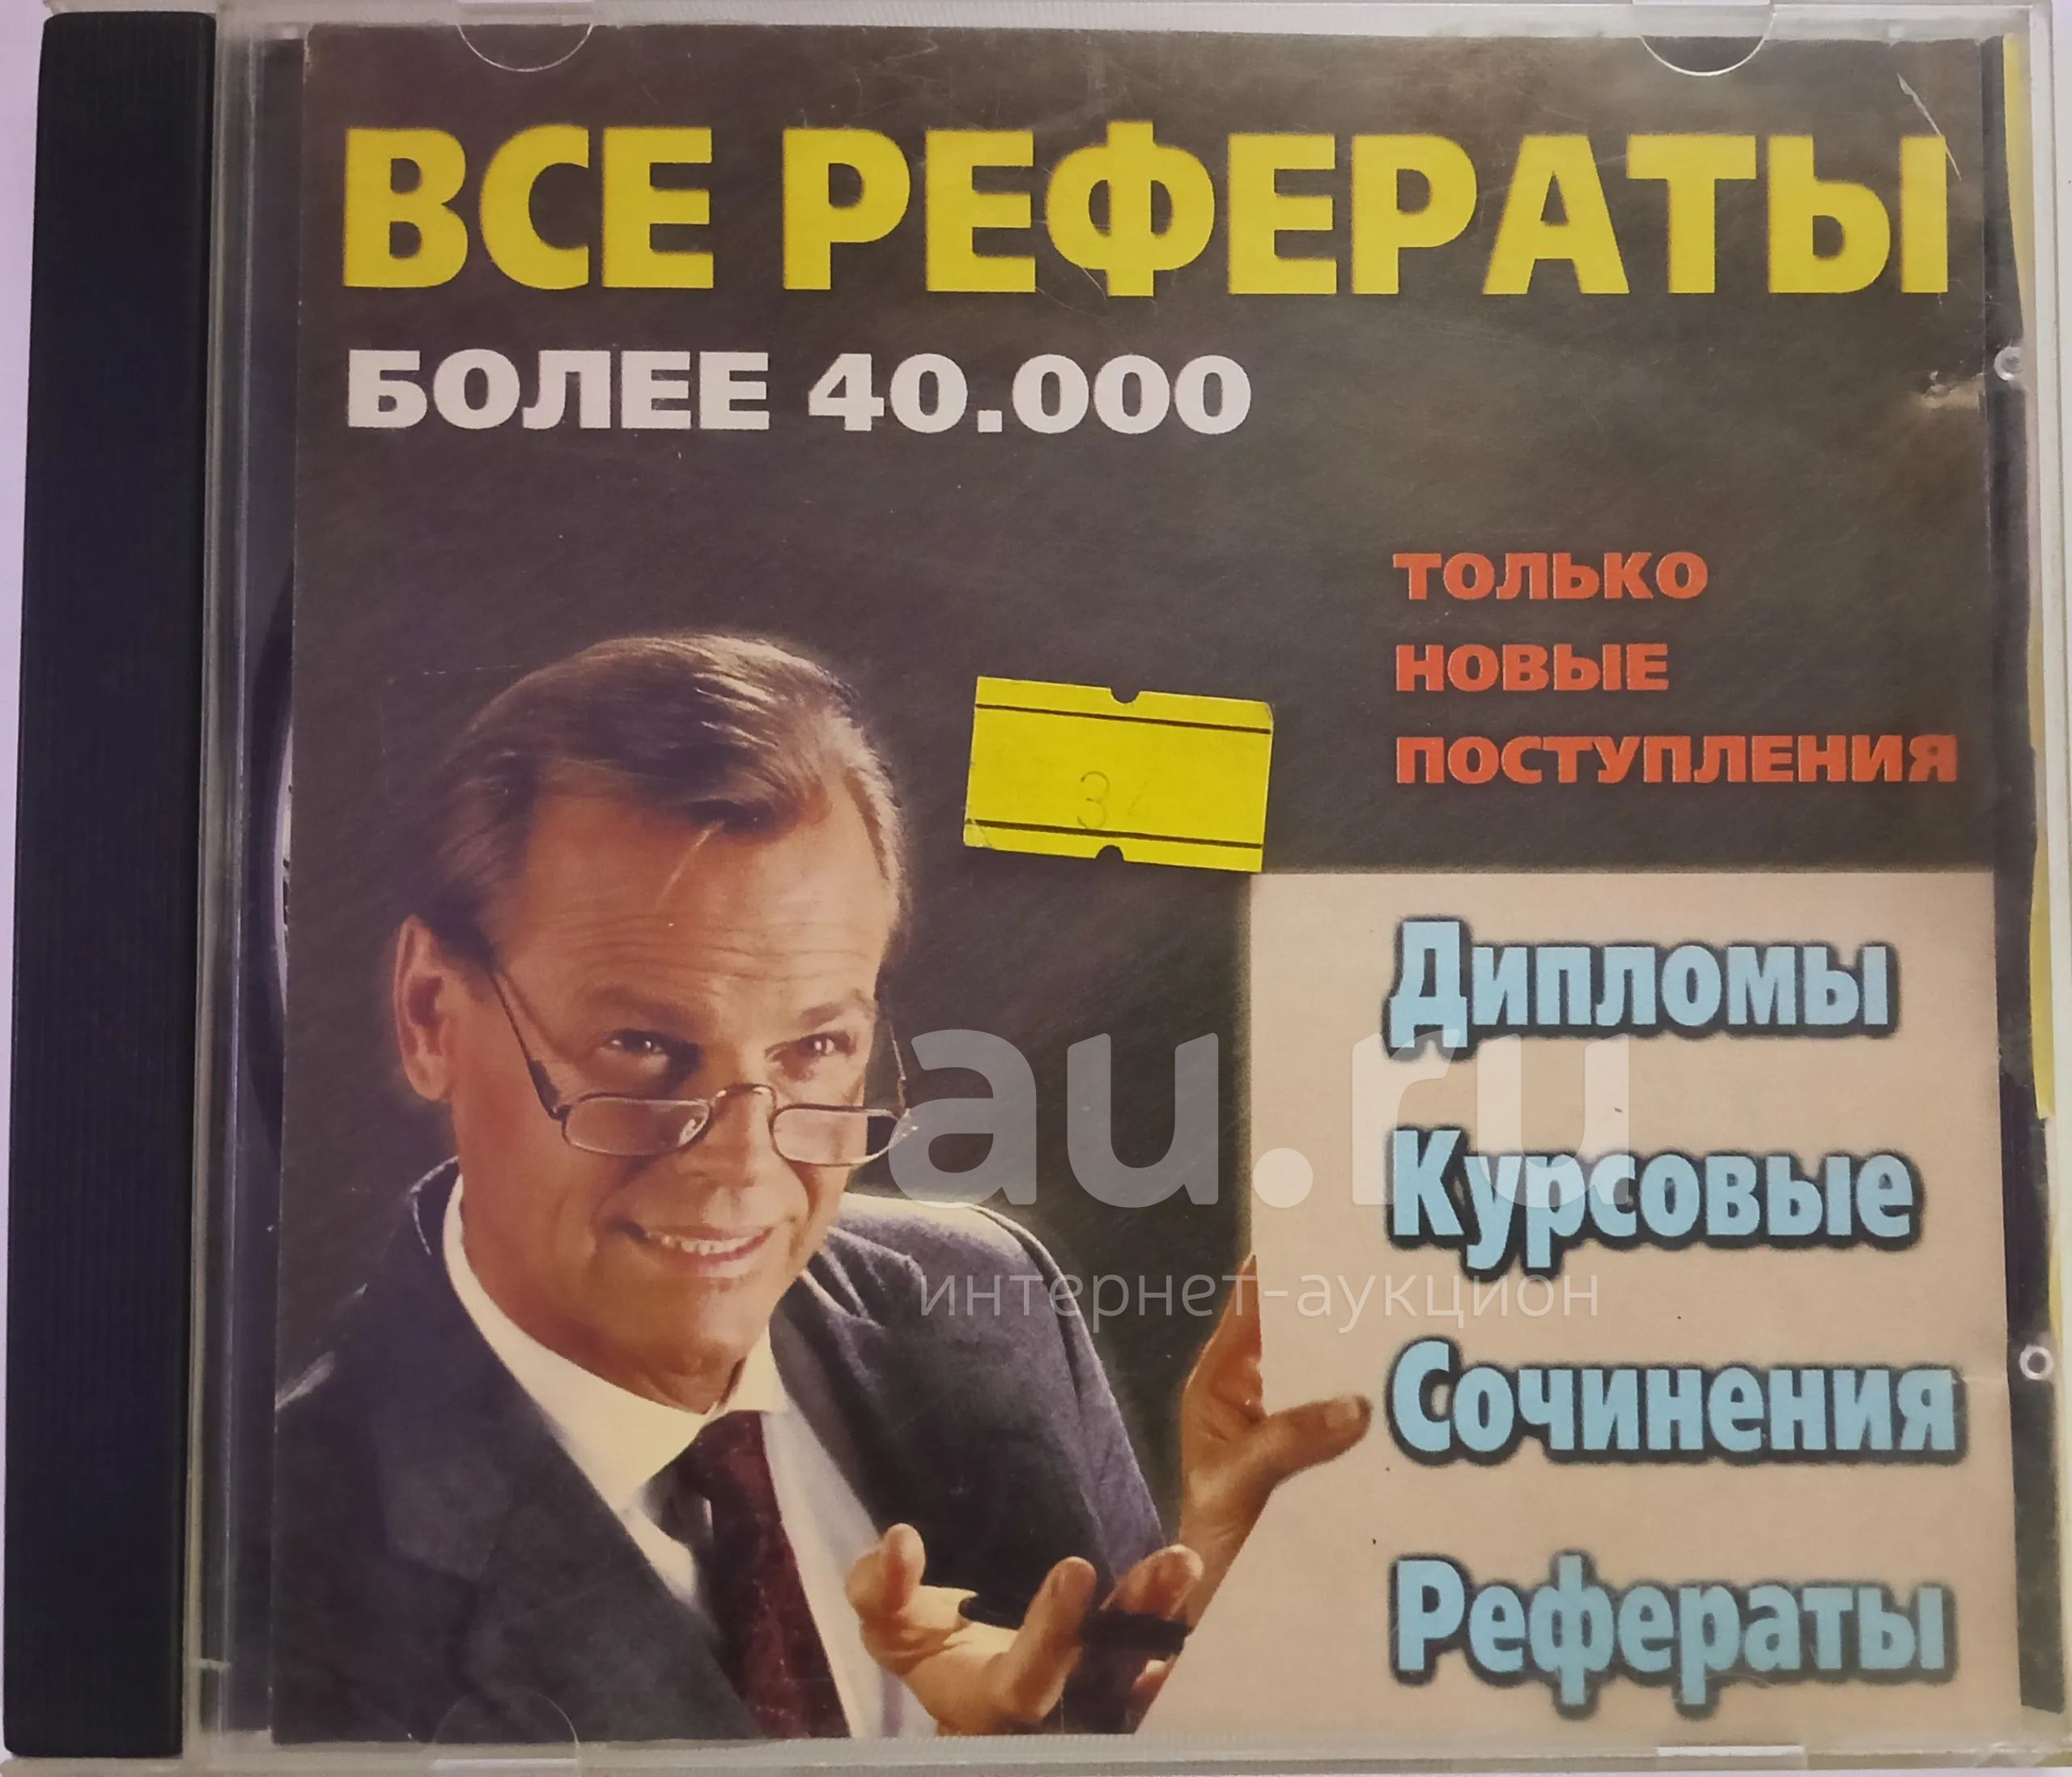 ВСЕ РЕФЕРАТЫ
БОЛЕЕ 40.000
ТОЛЬКО
НОВЫЕ
ПОСТУПЛЕНИЯ
34
Дипломы
au.ru
Курсовые
интернет-аукцион
Сочинения
Рефераты